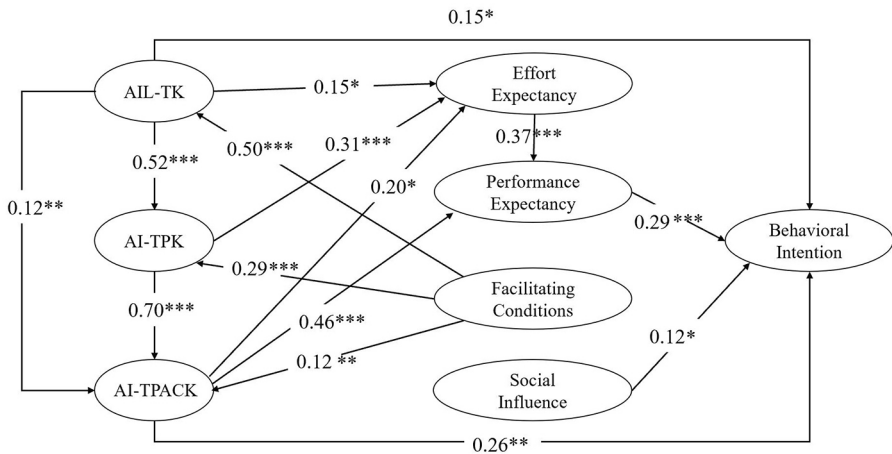 0.15*
AIL-TK
Effort
Expectancy
0.15*
0.37***
0.50***
0.31***
0.52***
0.20*
Performance
Expectancy
0.12**
0.29***
AI-TPK
Behavioral
Intention
0.29***
Facilitating
Conditions
0.70***
0.46***
0.12*
0.12**
AI-TPACK
Social
Influence
0.26**